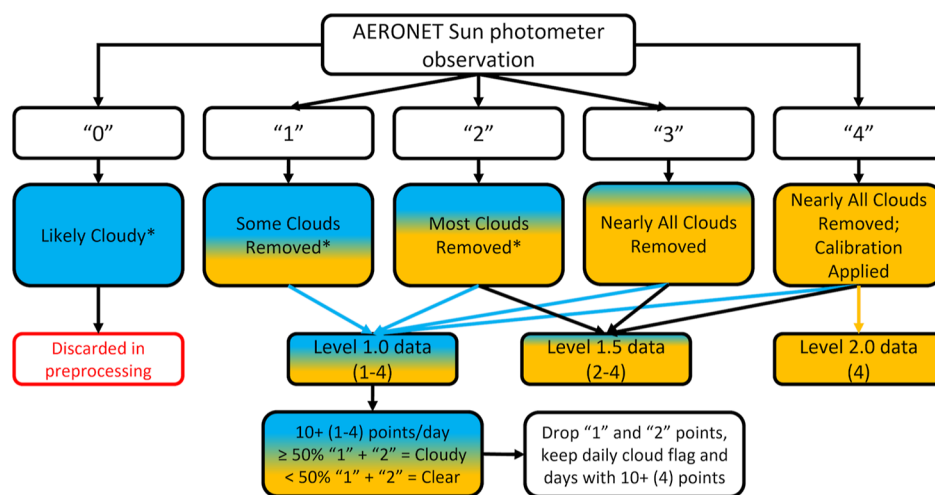 AERONET Sun photometer
observation
“0”
“1”
“2”
“3”
“4”
Likely Cloudy*
Some Clouds
Removed*
Most Clouds
Removed*
Nearly All Clouds
Removed
Nearly All Clouds
Removed;
Calibration
Applied
Discarded in
preprocessing
Level 1.0 data
(1-4)
Level 1.5 data
(2-4)
Level 2.0 data
(4)
10+ (1-4) points/day
≥ 50% “1” + “2” = Cloudy
< 50% “1” + “2” = Clear
Drop “1” and “2” points,
keep daily cloud flag and
days with 10+ (4) points